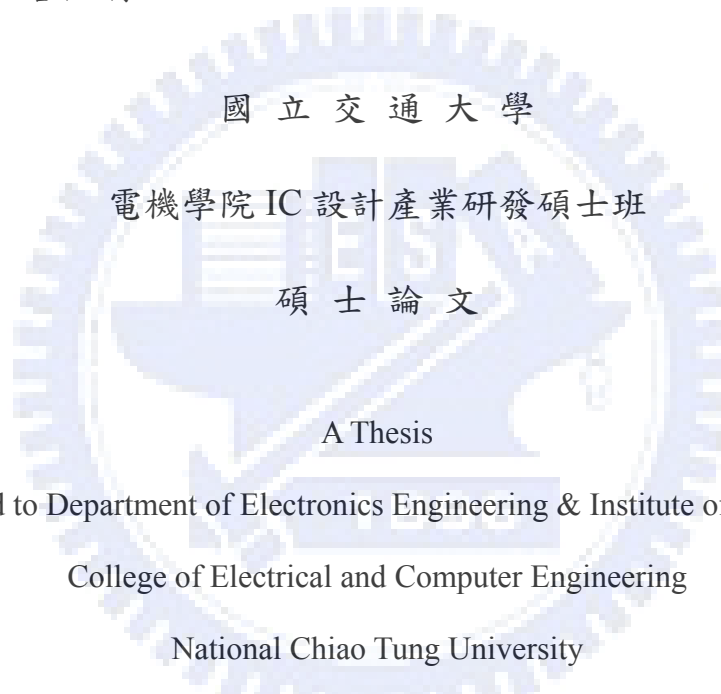 國 立 交 通 大 學
電機學院 IC 設計產業研發碩士班
碩 士 論 文
A Thesis
to Department of Electronics Engineering & Institute of
College of Electrical and Computer Engineering
National Chiao Tung University